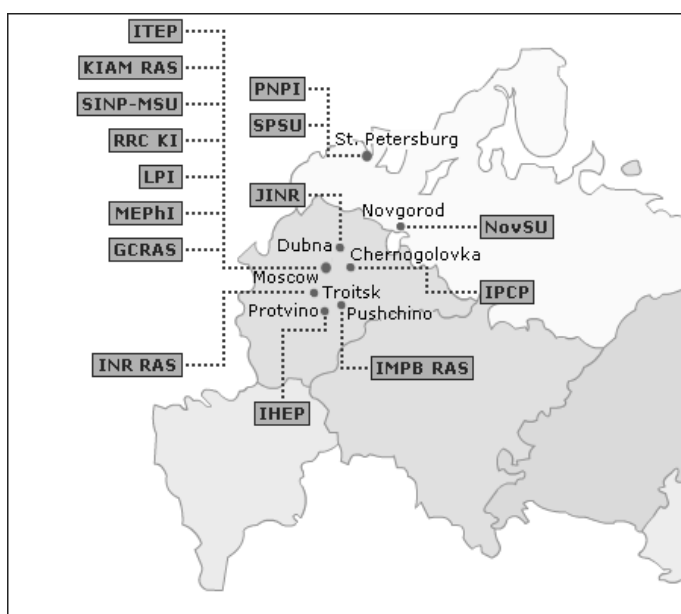 ITEP
KIAM RAS
SINP-MSU
RRC KI
LPI
MEPhI
GCRAS
INR RAS
PNPI
SPSU
St. Petersburg
JINR
Novgorod
NovSU
Dubna
Chernogolovka
Moscow
IPCP
Troitsk
Protvino
Pushchino
IMPB RAS
IHEP